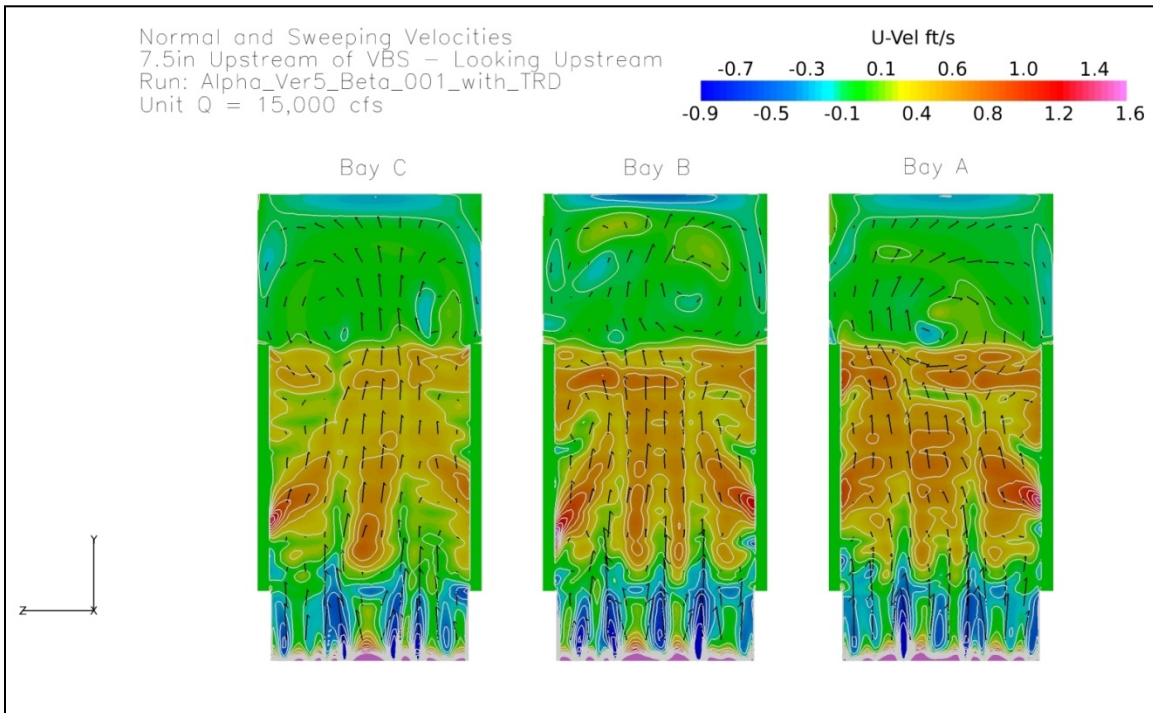 Normal and Sweeping Velocities
7.5in Upstream of VBS – Looking Upstream
Run: Alpha_Ver5_Beta_001_with_TRD
Unit Q = 15,000 cfs
U-Vel ft/s
-0.7 -0.3 0.1 0.6 1.0 1.4
-0.9 -0.5 -0.1 0.4 0.8 1.2 1.6
Bay C Bay B Bay A
Y
Z X